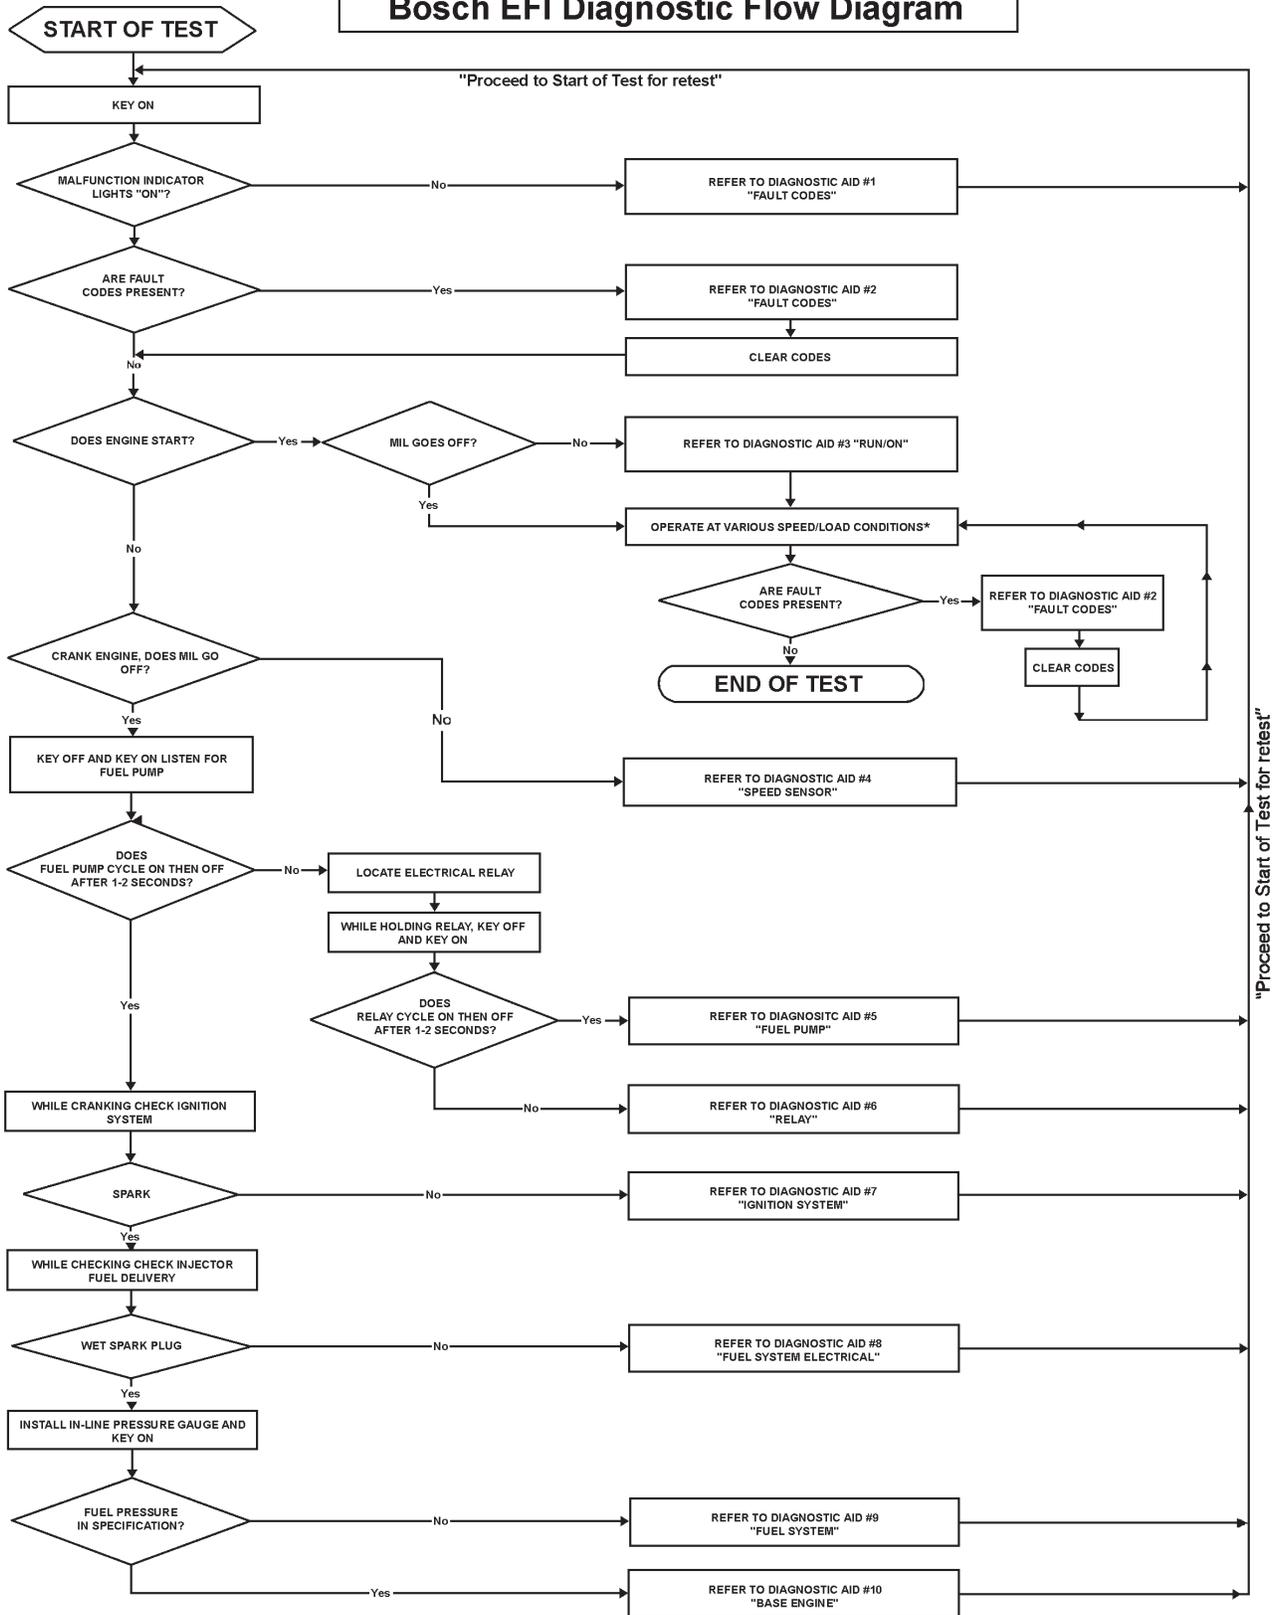 Bosch EFI Diagnostic Flow Diagram
START OF TEST
"Proceed to Start of Test for retest"
KEY ON
MALFUNCTION INDICATOR
LIGHTS "ON"?
No
REFER TO DIAGNOSTIC AID #1
"FAULT CODES"
ARE FAULT
CODES PRESENT?
Yes
REFER TO DIAGNOSTIC AID #2
"FAULT CODES"
CLEAR CODES
No
DOES ENGINE START?
Yes
MIL GOES OFF?
No
REFER TO DIAGNOSTIC AID #3 "RUN/ON"
Yes
OPERATE AT VARIOUS SPEED/LOAD CONDITIONS*
No
ARE FAULT
CODES PRESENT?
Yes
REFER TO DIAGNOSTIC AID #2
"FAULT CODES"
No
CLEAR CODES
END OF TEST
CRANK ENGINE, DOES MIL GO
OFF?
No
Yes
KEY OFF AND KEY ON LISTEN FOR
FUEL PUMP
REFER TO DIAGNOSTIC AID #4
"SPEED SENSOR"
"Proceed to Start of Test for retest"
DOES
FUEL PUMP CYCLE ON THEN OFF
AFTER 1-2 SECONDS?
No
LOCATE ELECTRICAL RELAY
WHILE HOLDING RELAY, KEY OFF
AND KEY ON
Yes
DOES
RELAY CYCLE ON THEN OFF
AFTER 1-2 SECONDS?
Yes
REFER TO DIAGNOSITC AID #5
"FUEL PUMP"
No
REFER TO DIAGNOSTIC AID #6
"RELAY"
WHILE CRANKING CHECK IGNITION
SYSTEM
SPARK
No
REFER TO DIAGNOSTIC AID #7
"IGNITION SYSTEM"
Yes
WHILE CHECKING CHECK INJECTOR
FUEL DELIVERY
WET SPARK PLUG
No
REFER TO DIAGNOSTIC AID #8
"FUEL SYSTEM ELECTRICAL"
Yes
INSTALL IN-LINE PRESSURE GAUGE AND
KEY ON
FUEL PRESSURE
IN SPECIFICATION?
No
REFER TO DIAGNOSTIC AID #9
"FUEL SYSTEM"
Yes
REFER TO DIAGNOSTIC AID #10
"BASE ENGINE"